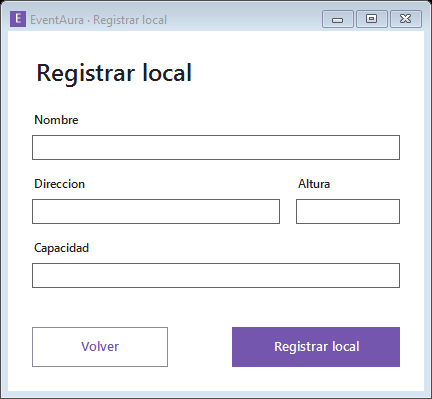 E EventAura · Registrar local
Registrar local
Nombre
Direccion Altura
Capacidad
Volver Registrar local